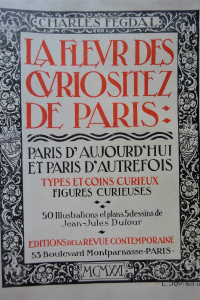 CHARLES FEGDAL
LA FLEVR DES
CVRIOSITEZ
DE PARIS:
PARIS D'AUJOURD'HUI
ET PARIS D'AUTREFOIS
TYPES ET COINS CURIEUX
FIGURES CURIEUSES
50 Illustrations et plans, 5 dessins de
Jean-Jules Dufour
EDITIONS DE LA REVUE CONTEMPORAINE
53 Boulevard Montparnasse-PARIS-